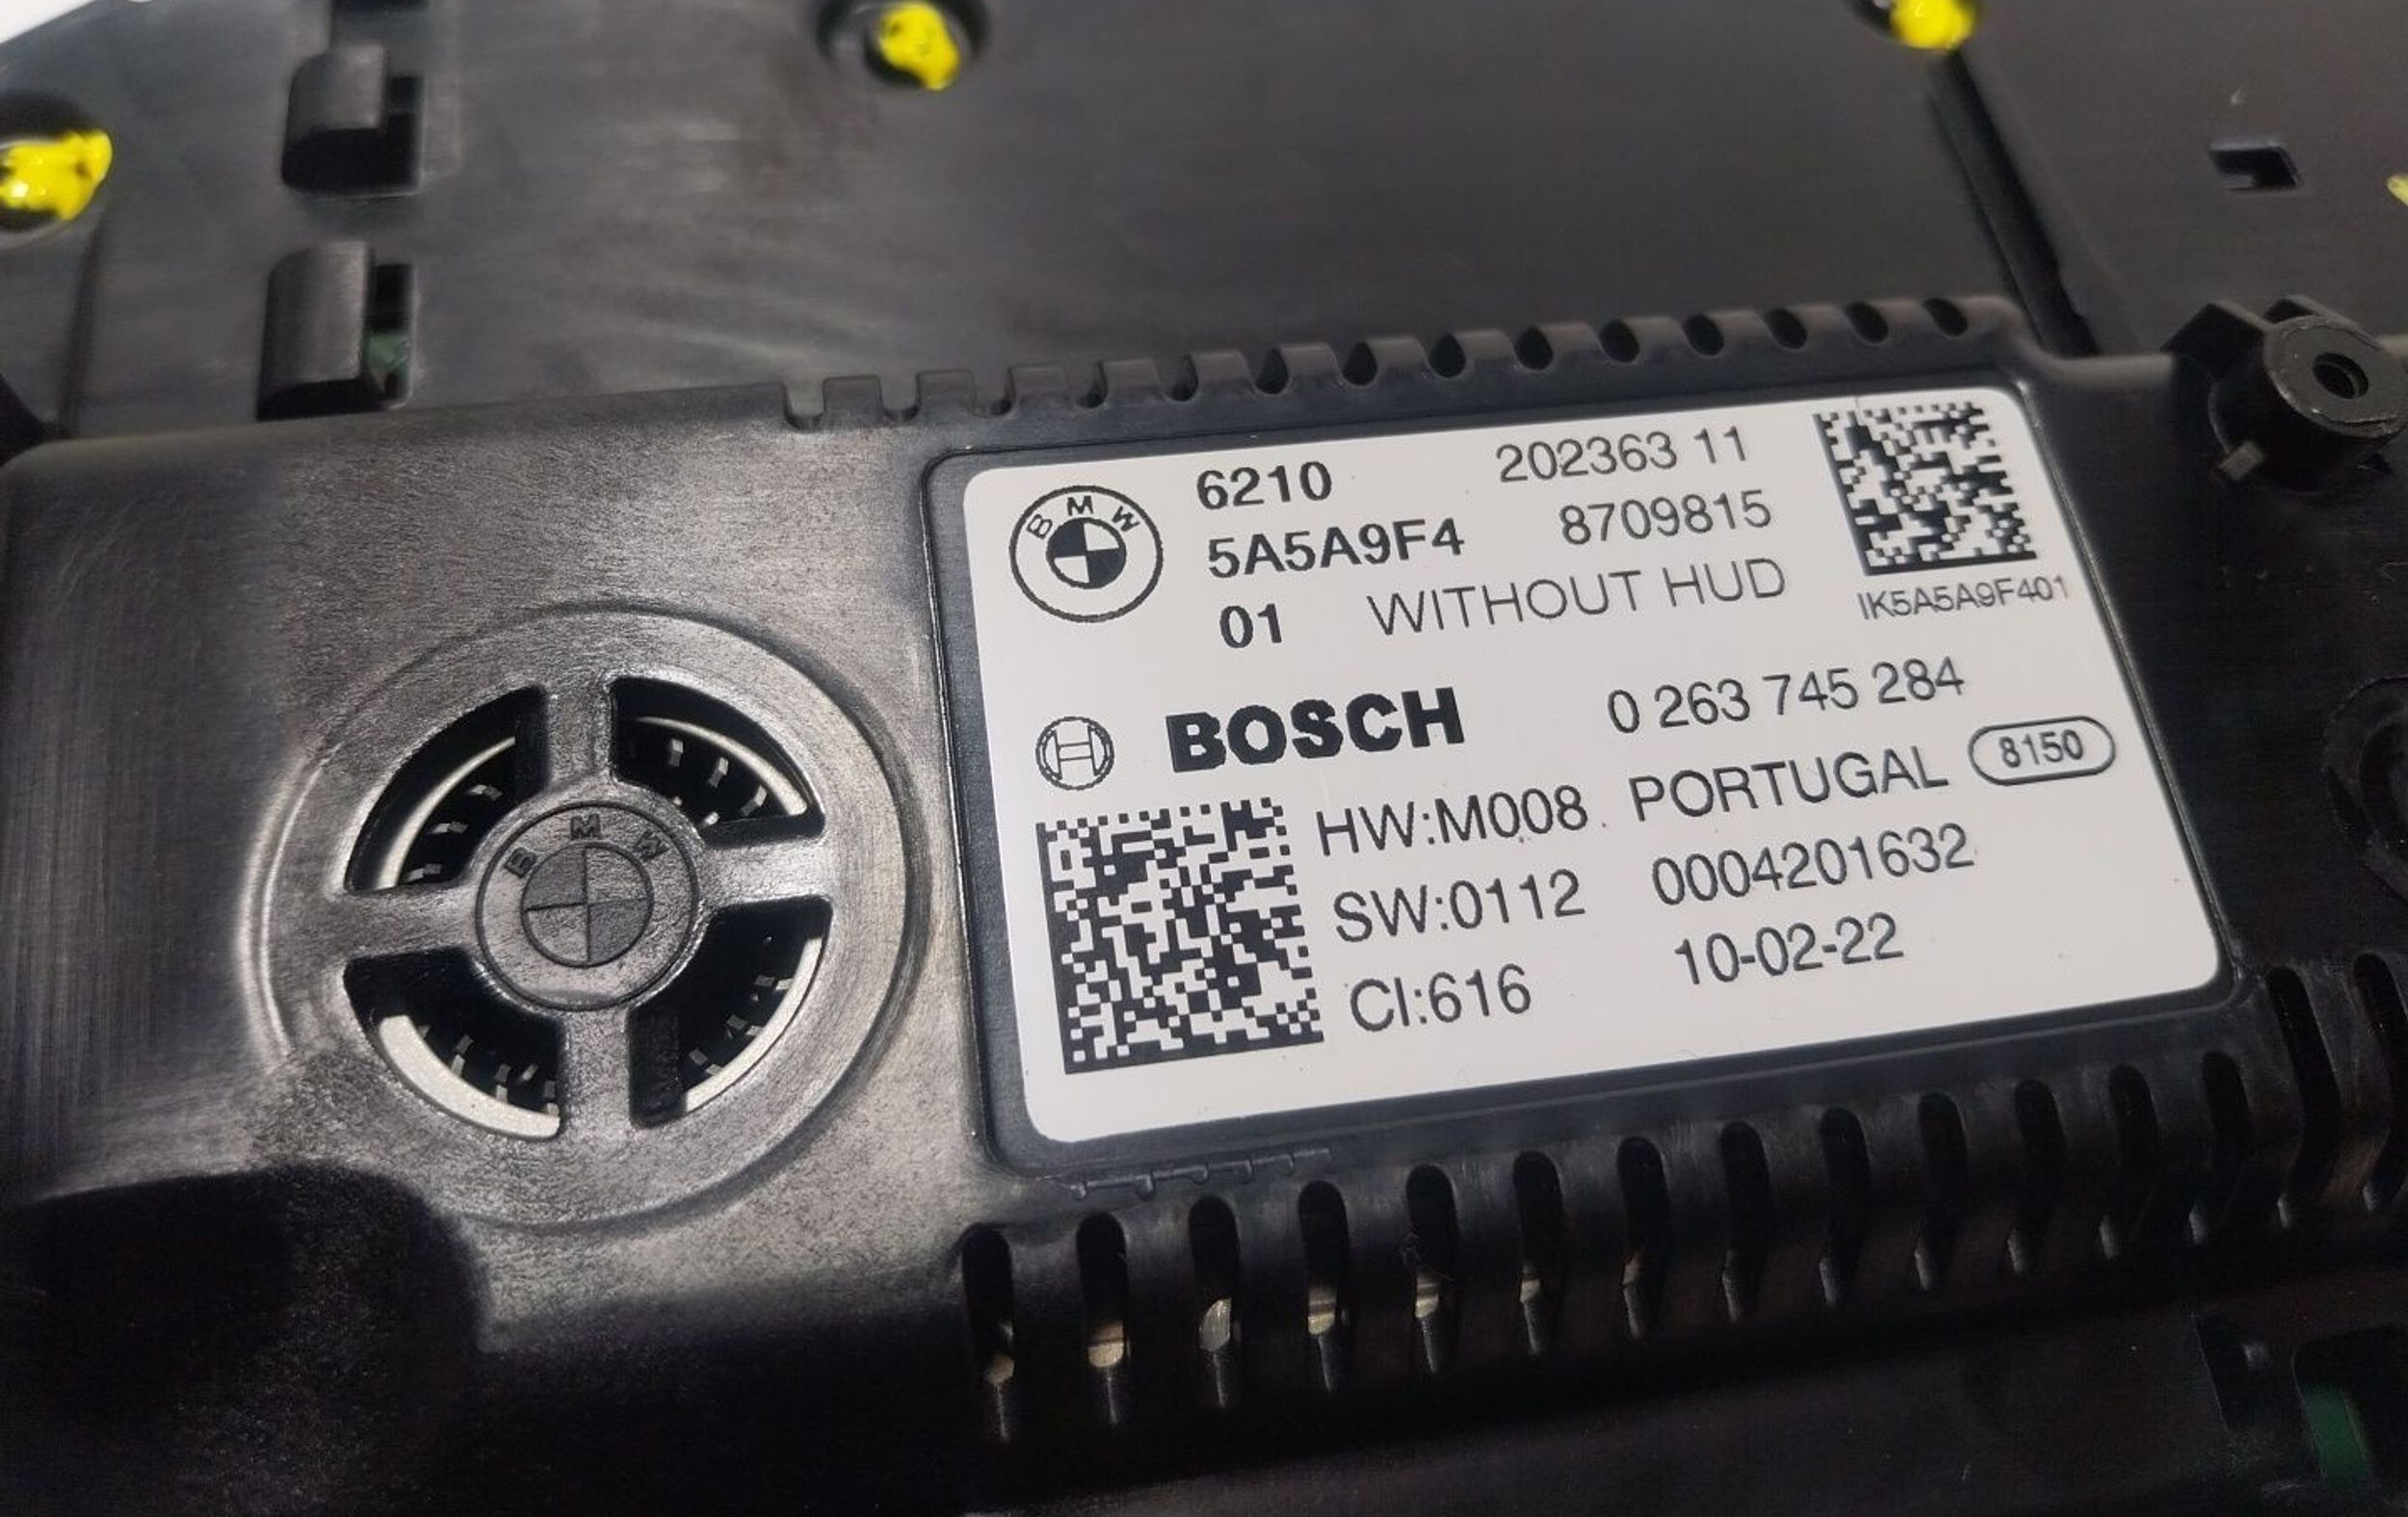 BMW
6210 202363 11
5A5A9F4 8709815
01 WITHOUT HUD
IK5A5A9F401
BOSCH 0 263 745 284
HW:M008 PORTUGAL 8150
SW:0112 0004201632
CI:616 10-02-22
BMW